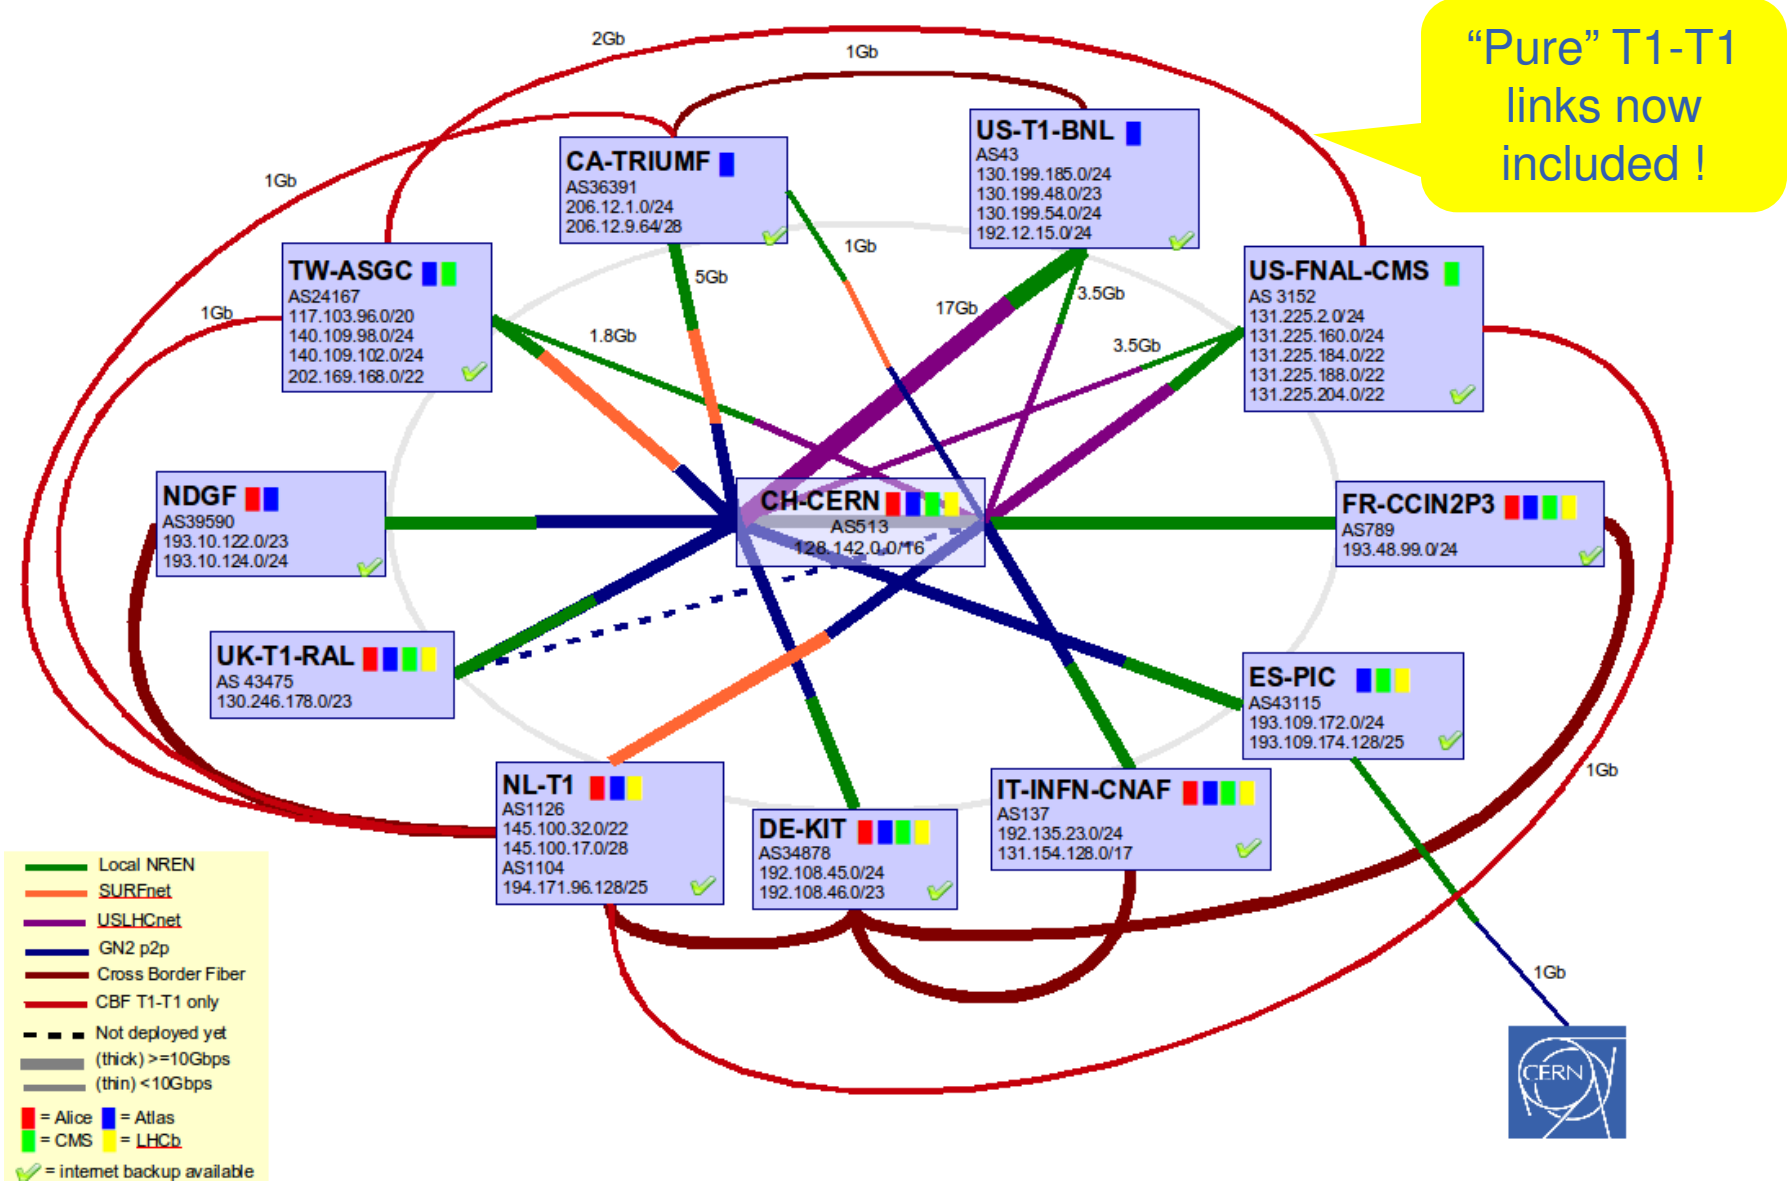 2Gb
1Gb
“Pure” T1-T1
links now
included !
US-T1-BNL
AS43
130.199.185.0/24
130.199.48.0/23
130.199.54.0/24
192.12.15.0/24
CA-TRIUMF
AS36391
206.12.1.0/24
206.12.9.64/28
1Gb
1Gb
5Gb
TW-ASGC
AS24167
117.103.96.0/20
140.109.98.0/24
140.109.102.0/24
202.169.168.0/22
1Gb
1.8Gb
17Gb
3.5Gb
3.5Gb
US-FNAL-CMS
AS 3152
131.225.2.0/24
131.225.160.0/24
131.225.184.0/22
131.225.188.0/22
131.225.204.0/22
NDGF
AS39590
193.10.122.0/23
193.10.124.0/24
CH-CERN
AS513
128.142.0.0/16
FR-CCIN2P3
AS789
193.48.99.0/24
UK-T1-RAL
AS 43475
130.246.178.0/23
ES-PIC
AS43115
193.109.172.0/24
193.109.174.128/25
1Gb
NL-T1
AS1126
145.100.32.0/22
145.100.17.0/28
AS1104
194.171.96.128/25
DE-KIT
AS34878
192.108.45.0/24
192.108.46.0/23
IT-INFN-CNAF
AS137
192.135.23.0/24
131.154.128.0/17
1Gb
CERN
Local NREN
SURFnet
USLHCnet
GN2 p2p
Cross Border Fiber
CBF T1-T1 only
Not deployed yet
(thick) >=10Gbps
(thin) <10Gbps
= Alice = Atlas
= CMS = LHCb
= internet backup available